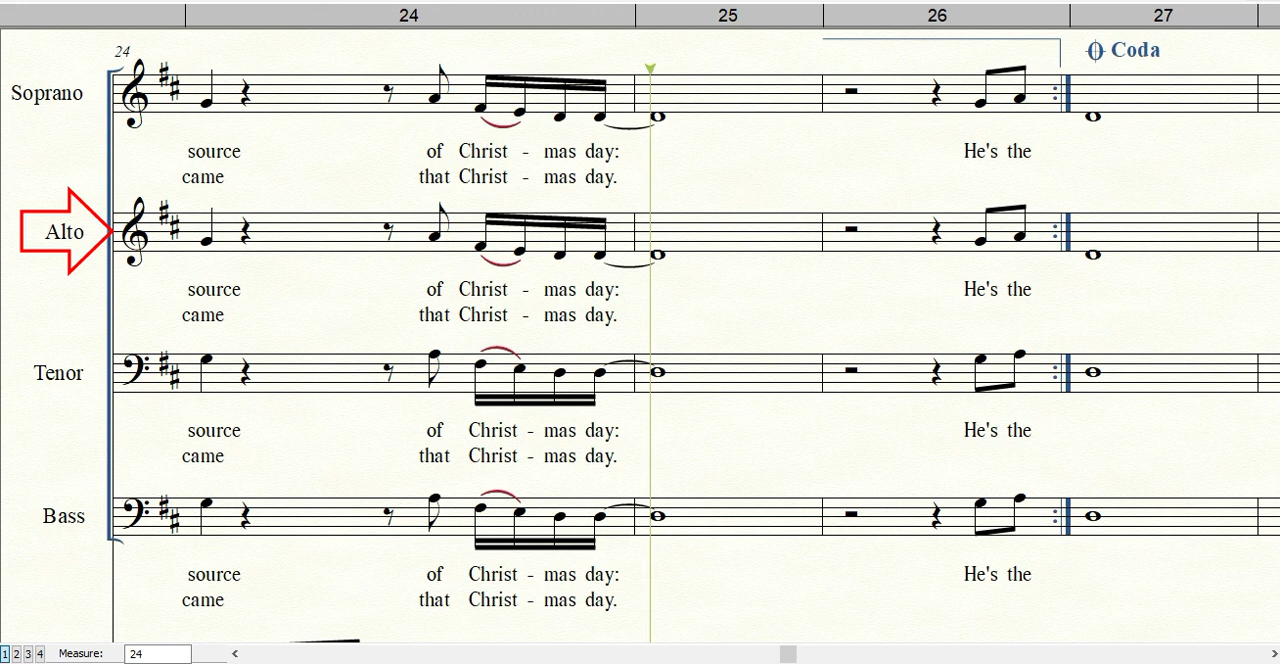 24 25 26 27
24
Coda
Soprano
source of Christ - mas day: He's the
came that Christ - mas day.
Alto
source of Christ - mas day: He's the
came that Christ - mas day.
Tenor
source of Christ - mas day: He's the
came that Christ - mas day.
Bass
source of Christ - mas day: He's the
came that Christ - mas day.
1 2 3 4 Measure: 24